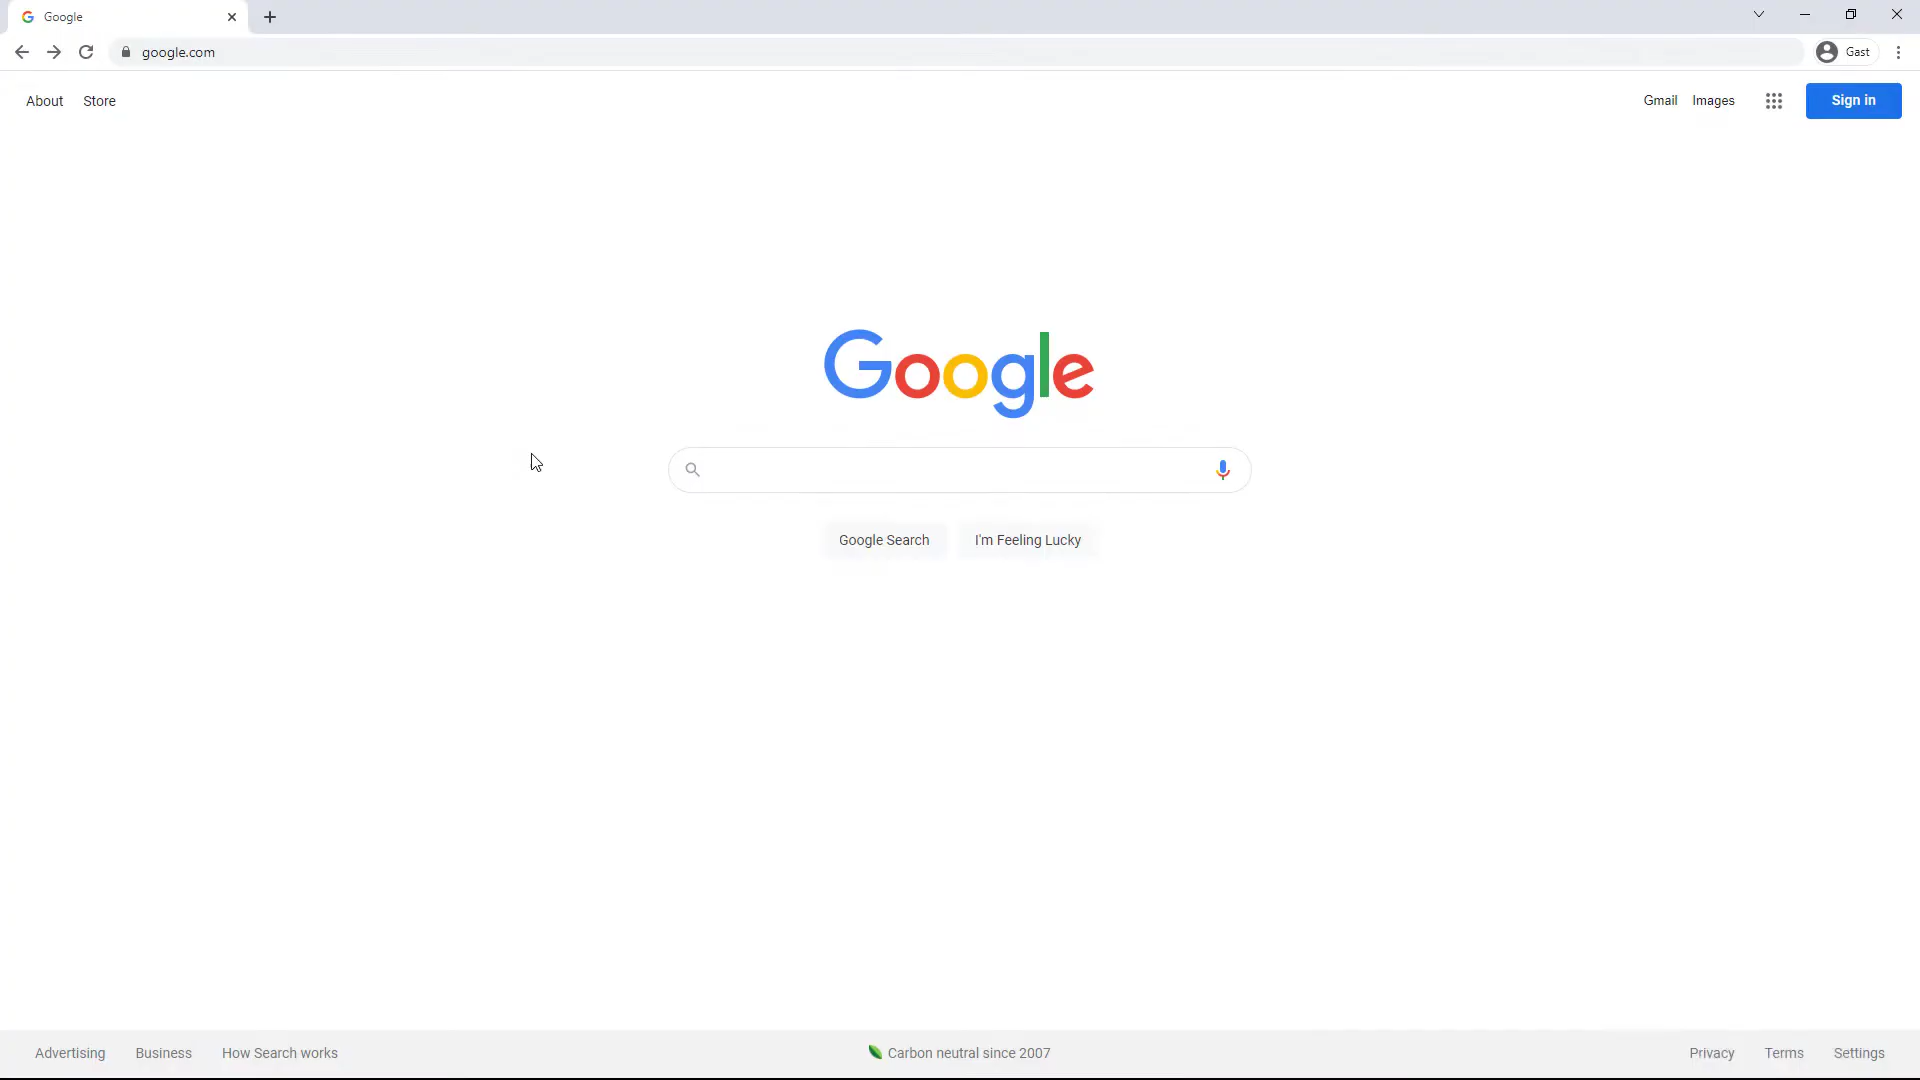 Google
google.com
Gast
About Store
Gmail Images Sign in
Google
Google Search I'm Feeling Lucky
Advertising Business How Search works
Carbon neutral since 2007
Privacy Terms Settings